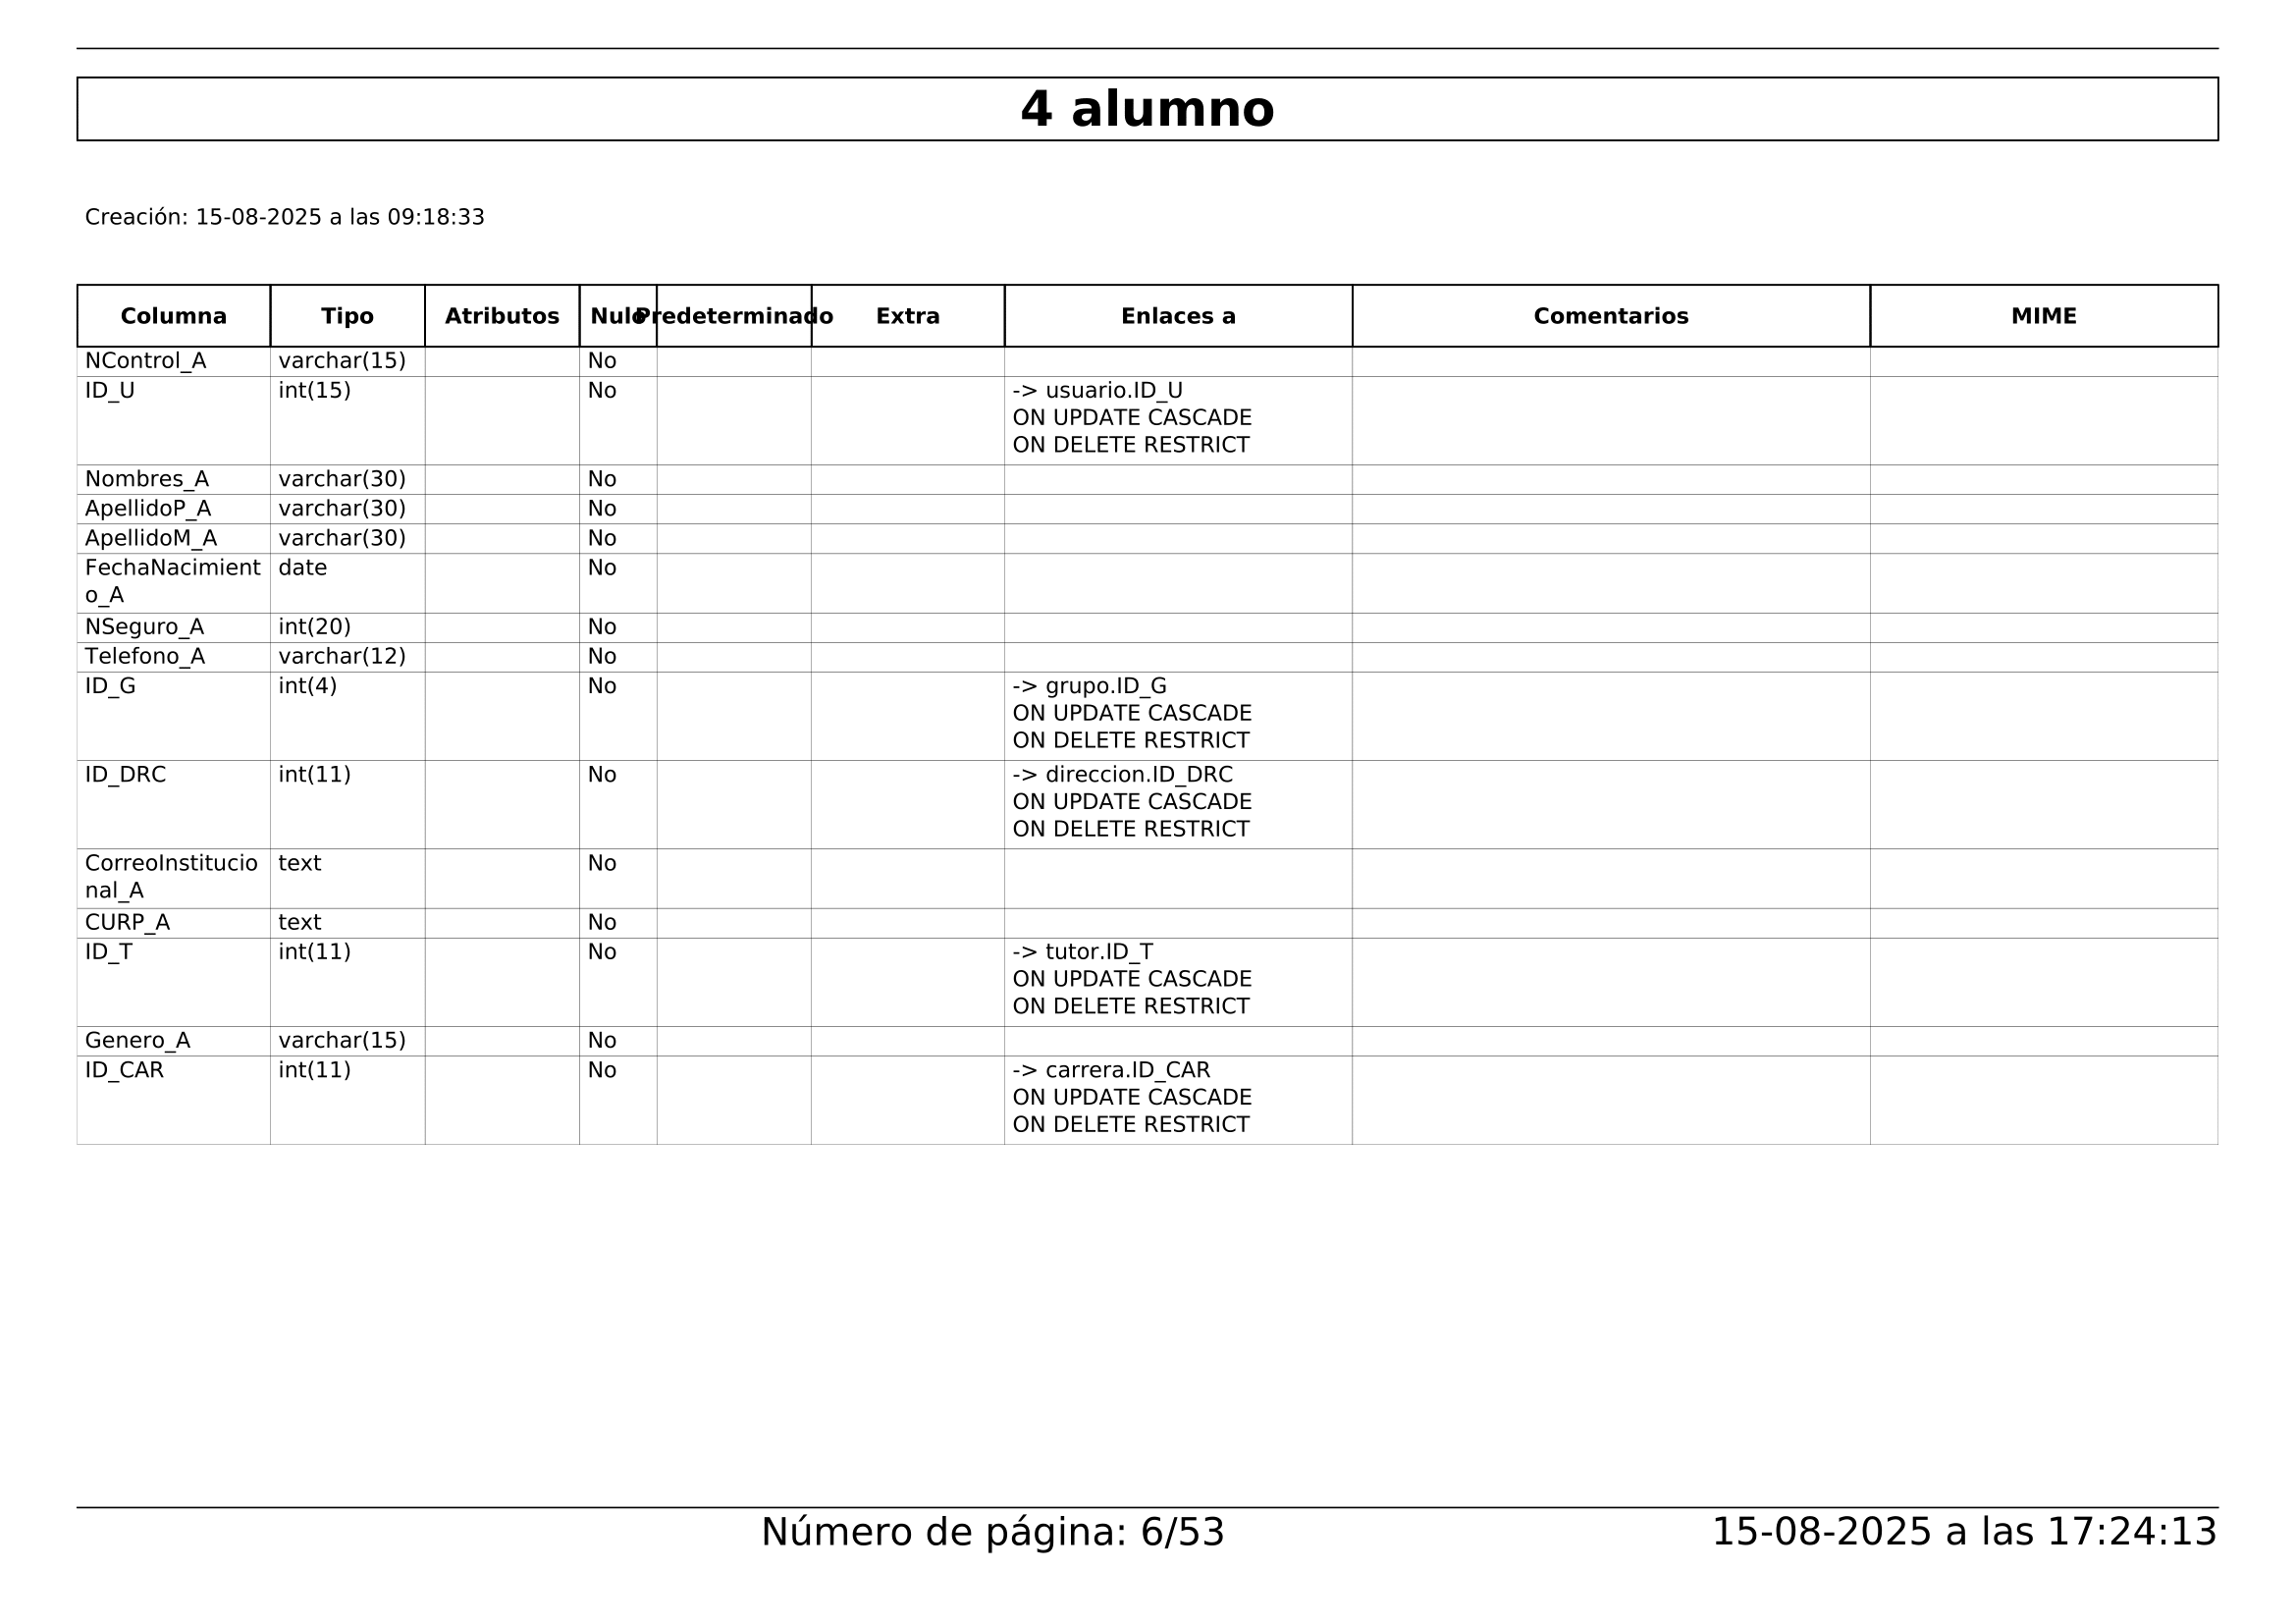 4 alumno
Creación: 15-08-2025 a las 09:18:33
Columna Tipo Atributos Nulo Predeterminado Extra Enlaces a Comentarios MIME
NControl_A varchar(15) No
ID_U int(15) No -> usuario.ID_U
ON UPDATE CASCADE
ON DELETE RESTRICT
Nombres_A varchar(30) No
ApellidoP_A varchar(30) No
ApellidoM_A varchar(30) No
FechaNacimient date No
o_A
NSeguro_A int(20) No
Telefono_A varchar(12) No
ID_G int(4) No -> grupo.ID_G
ON UPDATE CASCADE
ON DELETE RESTRICT
ID_DRC int(11) No -> direccion.ID_DRC
ON UPDATE CASCADE
ON DELETE RESTRICT
CorreoInstitucio text No
nal_A
CURP_A text No
ID_T int(11) No -> tutor.ID_T
ON UPDATE CASCADE
ON DELETE RESTRICT
Genero_A varchar(15) No
ID_CAR int(11) No -> carrera.ID_CAR
ON UPDATE CASCADE
ON DELETE RESTRICT
Número de página: 6/53 15-08-2025 a las 17:24:13